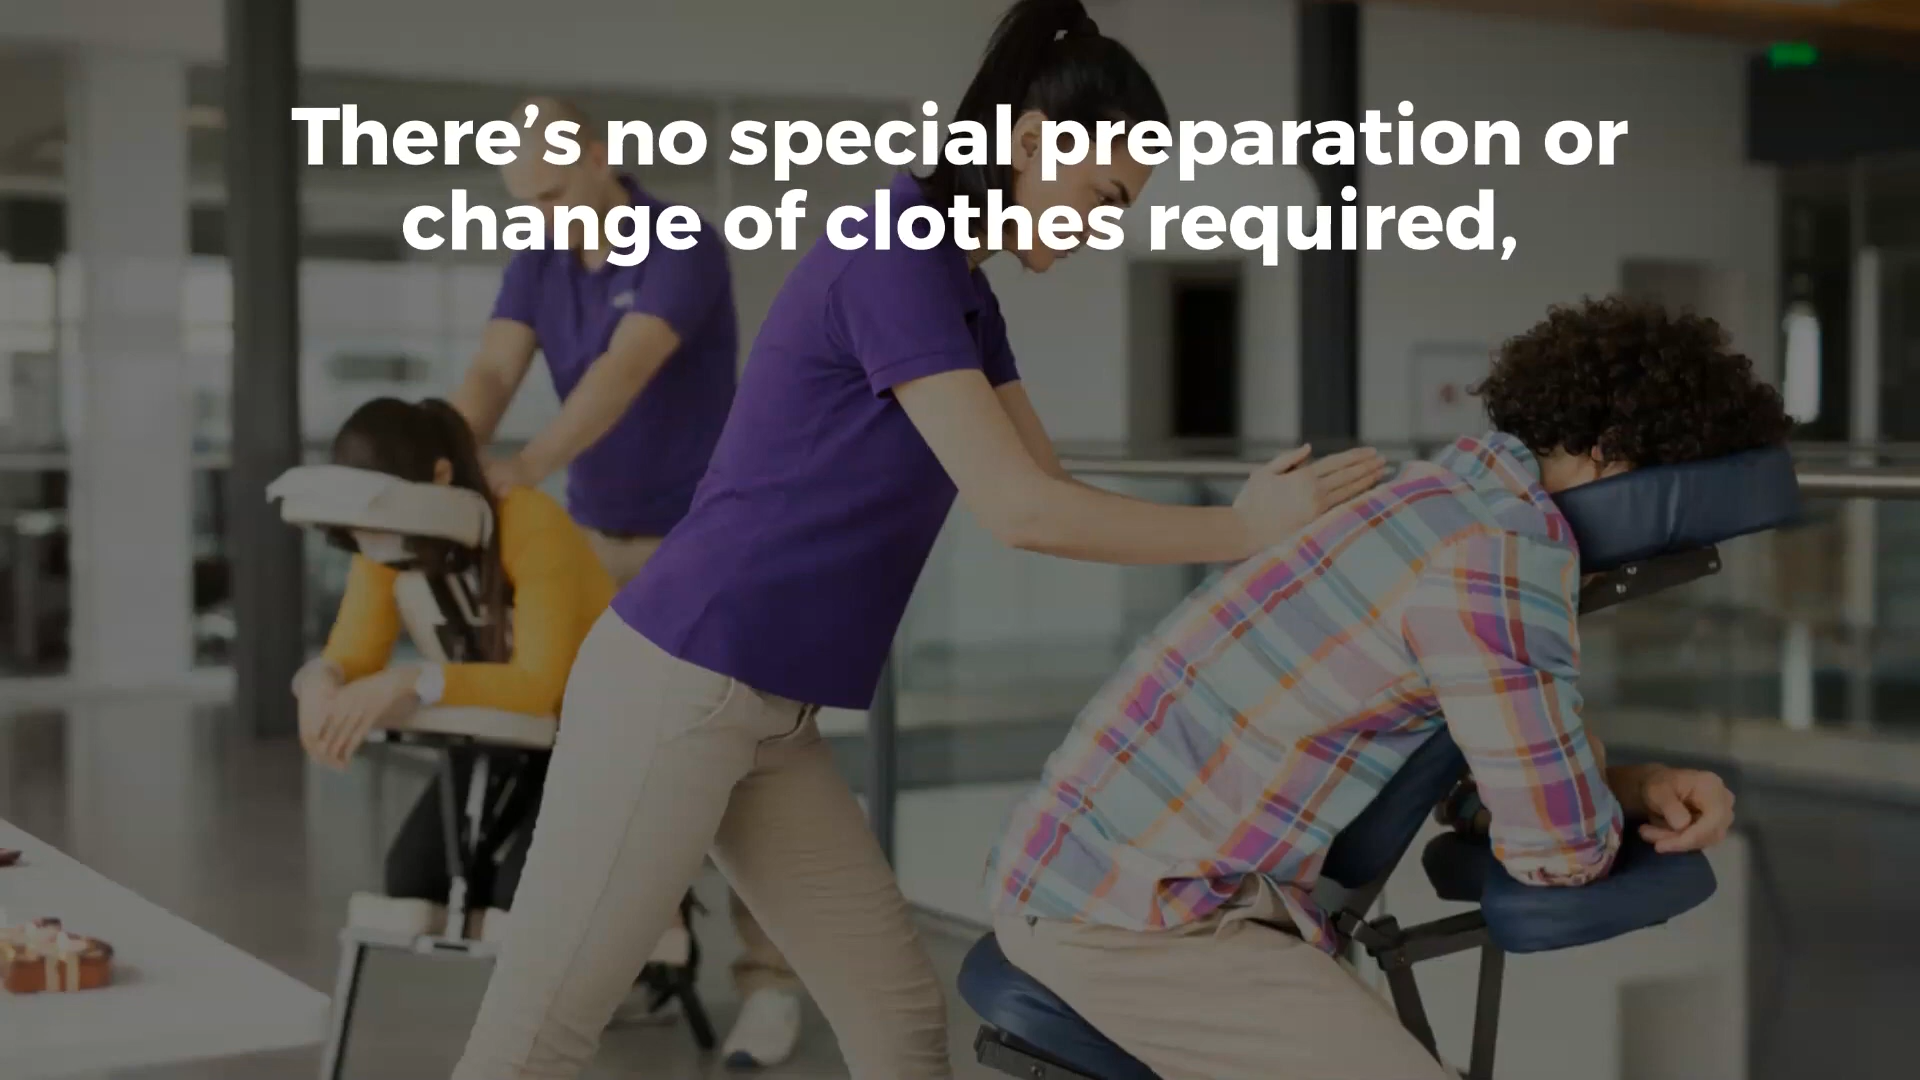 There’s no special preparation or
change of clothes required,